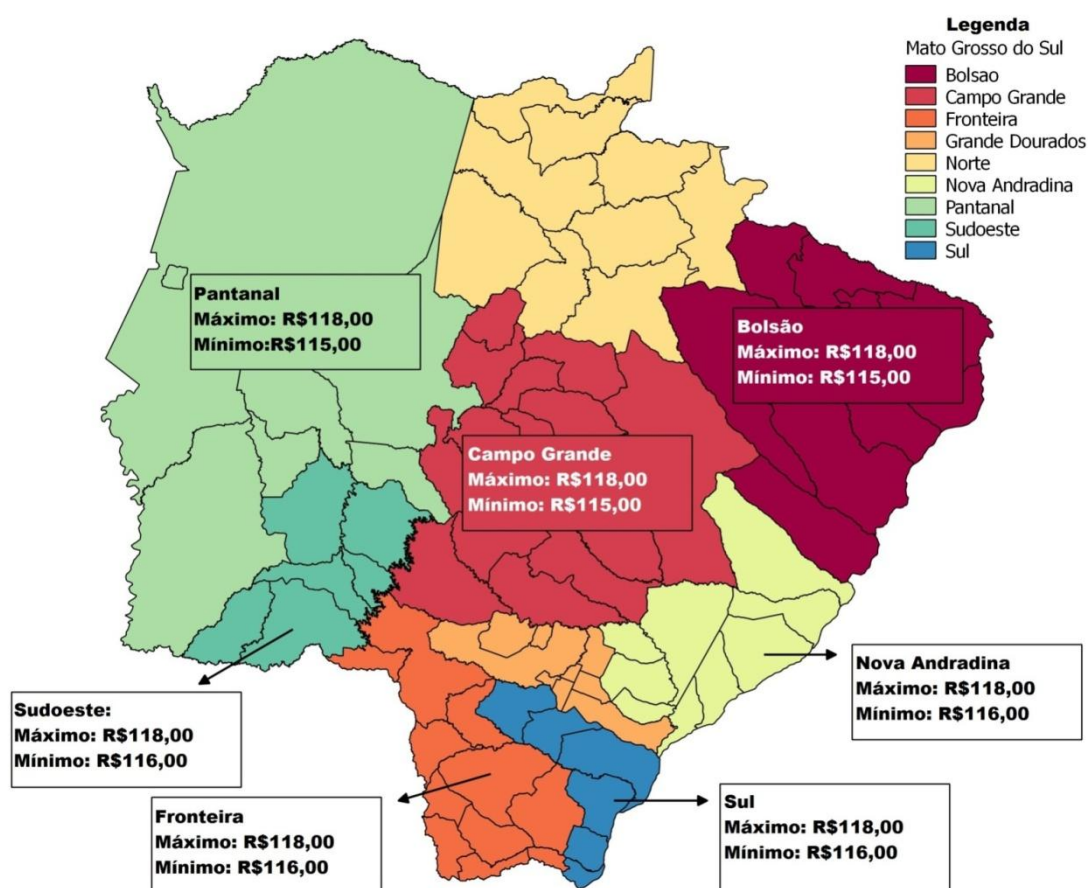 Legenda
Mato Grosso do Sul
Bolsao
Campo Grande
Fronteira
Grande Dourados
Norte
Nova Andradina
Pantanal
Sudoeste
Sul
Pantanal
Máximo: R$118,00
Mínimo:R$115,00
Bolsão
Máximo: R$118,00
Mínimo: R$115,00
Campo Grande
Máximo: R$118,00
Mínimo: R$115,00
Nova Andradina
Máximo: R$118,00
Mínimo: R$116,00
Sudoeste:
Máximo: R$118,00
Mínimo: R$116,00
Fronteira
Máximo: R$118,00
Mínimo: R$116,00
Sul
Máximo: R$118,00
Mínimo: R$116,00